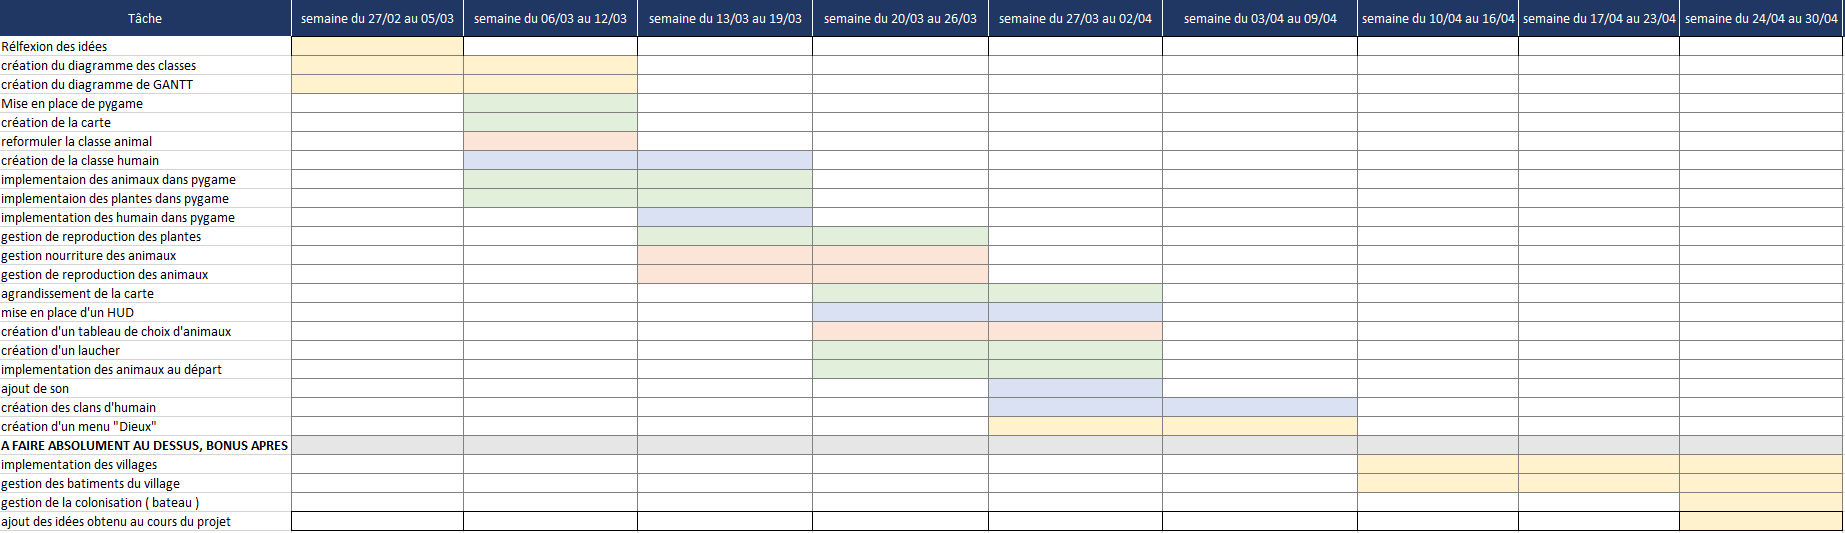 Tâche semaine du 27/02 au 05/03 semaine du 06/03 au 12/03 semaine du 13/03 au 19/03 semaine du 20/03 au 26/03 semaine du 27/03 au 02/04 semaine du 03/04 au 09/04 semaine du 10/04 au 16/04 semaine du 17/04 au 23/04 semaine du 24/04 au 30/04
Rélfexion des idées
création du diagramme des classes
création du diagramme de GANTT
Mise en place de pygame
création de la carte
reformuler la classe animal
création de la classe humain
implementaion des animaux dans pygame
implementaion des plantes dans pygame
implementation des humain dans pygame
gestion de reproduction des plantes
gestion nourriture des animaux
gestion de reproduction des animaux
agrandissement de la carte
mise en place d'un HUD
création d'un tableau de choix d'animaux
création d'un laucher
implementation des animaux au départ
ajout de son
création des clans d'humain
création d'un menu "Dieux"
A FAIRE ABSOLUMENT AU DESSUS, BONUS APRES
implementation des villages
gestion des batiments du village
gestion de la colonisation ( bateau )
ajout des idées obtenu au cours du projet